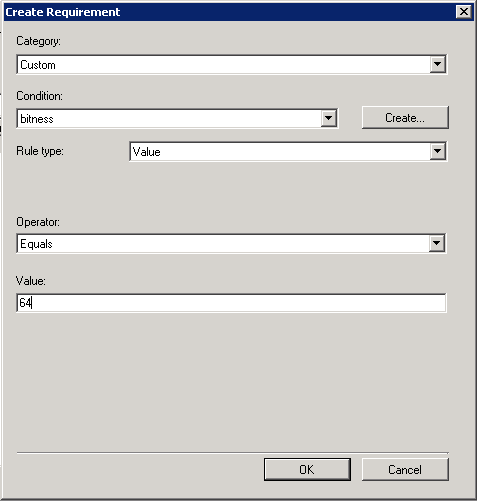 Create Requirement
Category:
Custom
Condition:
bitness
Create...
Rule type:
Value
Operator:
Equals
Value:
64
OK
Cancel